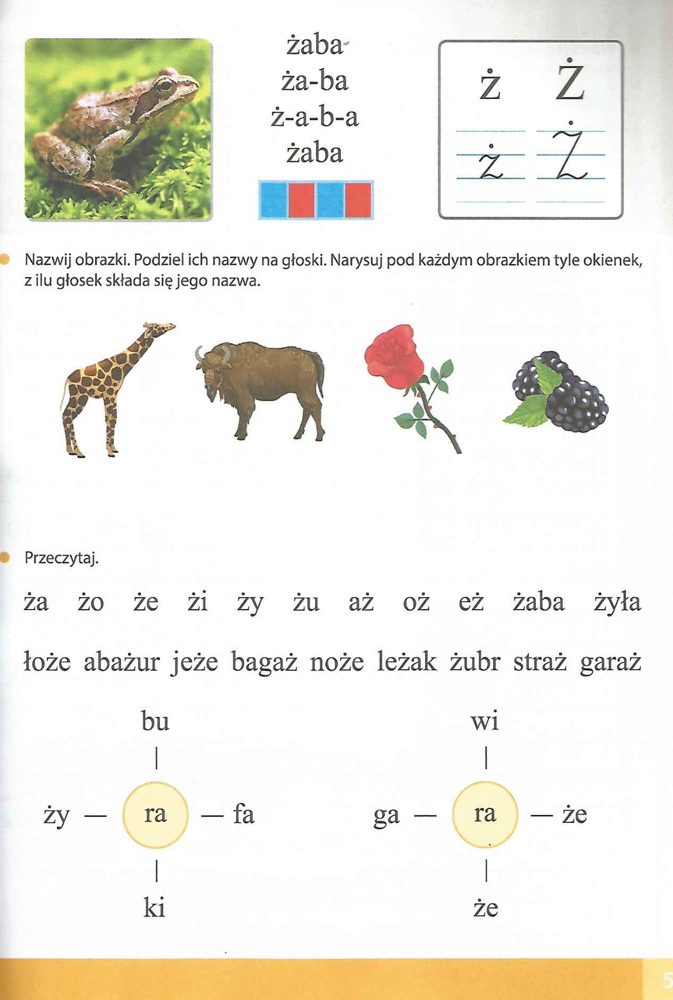 żaba
ża-ba
ż-a-b-a
żaba
ż Ż
ż Ż
Nazwij obrazki. Podziel ich nazwy na głoski. Narysuj pod każdym obrazkiem tyle okienek,
z ilu głosek składa się jego nazwa.
Przeczytaj.
ża żo że żi ży żu aż oż eż żaba żyła
łoże abażur jeże bagaż noże leżak żubr straż garaż
bu
ży — ra — fa
ki
wi
ga — ra — że
że
5